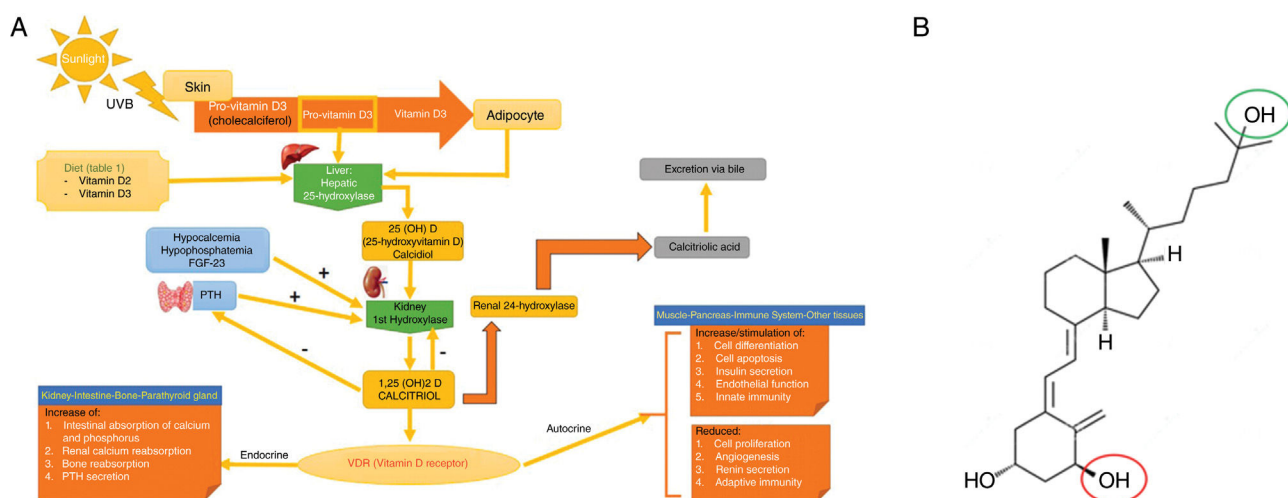 A
Sunlight
UVB
Skin
Pro-vitamin D3
(cholecalciferol)
Pro-vitamin D3
Vitamin D3
Adipocyte
Diet (table 1)
- Vitamin D2
- Vitamin D3
Liver:
Hepatic
25-hydroxylase
Excretion via bile
25 (OH) D
(25-hydroxyvitamin D)
Calcidiol
Calcitriolic acid
Hypocalcemia
Hypophosphatemia
FGF-23
+
PTH
+
Kidney
1st Hydroxylase
Renal 24-hydroxylase
-
-
1,25 (OH)2 D
CALCITRIOL
Muscle-Pancreas-Immune System-Other tissues
Increase/stimulation of:
1. Cell differentiation
2. Cell apoptosis
3. Insulin secretion
4. Endothelial function
5. Innate immunity
Reduced:
1. Cell proliferation
2. Angiogenesis
3. Renin secretion
4. Adaptive immunity
Kidney-Intestine-Bone-Parathyroid gland
Increase of:
1. Intestinal absorption of calcium
and phosphorus
2. Renal calcium reabsorption
3. Bone reabsorption
4. PTH secretion
Endocrine
VDR (Vitamin D receptor)
Autocrine
B
OH
H
H
HO
OH